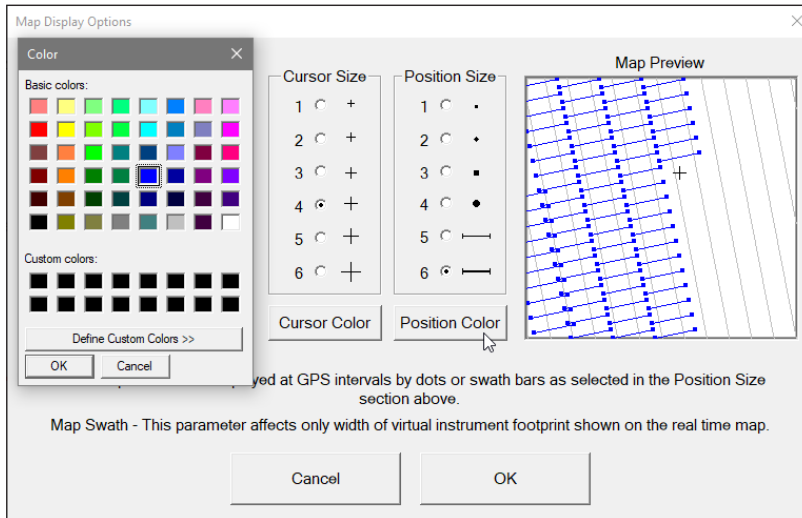 Map Display Options
Color
Basic colors:
Custom colors:
Define Custom Colors >>
OK
Cancel
Cursor Size
1
2
3
4
5
6
Cursor Color
Position Size
1
2
3
4
5
6
Position Color
Map Preview
at GPS intervals by dots or swath bars as selected in the Position Size
section above.
Map Swath - This parameter affects only width of virtual instrument footprint shown on the real time map.
Cancel
OK